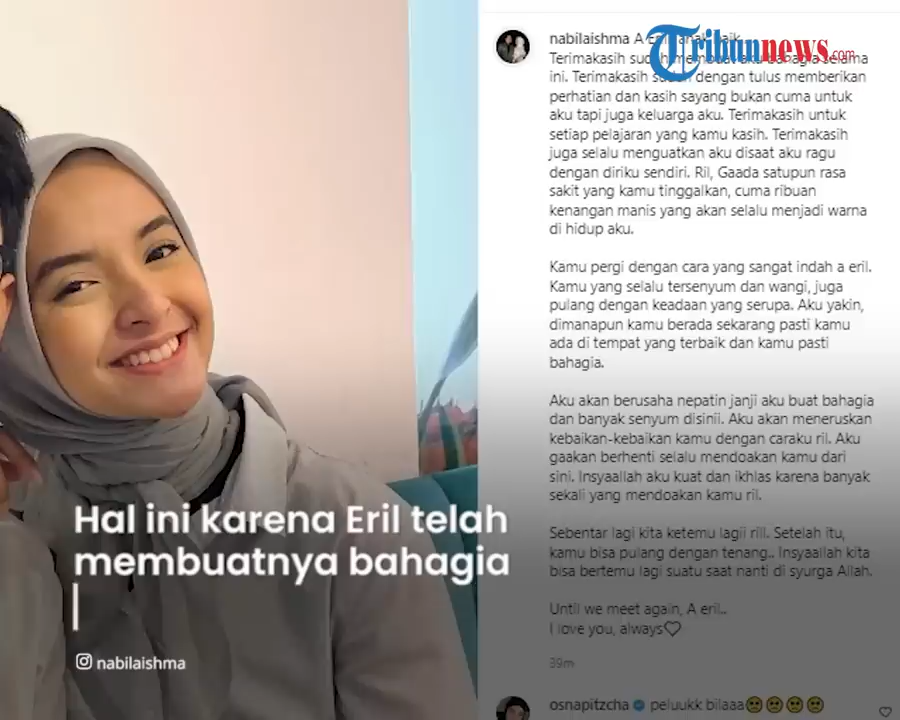 Tribunnews.com
nabilaishma A
Terimakasih sudah membuat aku bahagia selama
ini. Terimakasih sudah dengan tulus memberikan
perhatian dan kasih sayang bukan cuma untuk
aku tapi juga keluarga aku. Terimakasih untuk
setiap pelajaran yang kamu kasih. Terimakasih
juga selalu menguatkan aku disaat aku ragu
dengan diriku sendiri. Ril, Gaada satupun rasa
sakit yang kamu tinggalkan, cuma ribuan
kenangan manis yang akan selalu menjadi warna
di hidup aku.
Kamu pergi dengan cara yang sangat indah a eril.
Kamu yang selalu tersenyum dan wangi, juga
pulang dengan keadaan yang serupa. Aku yakin,
dimanapun kamu berada sekarang pasti kamu
ada di tempat yang terbaik dan kamu pasti
bahagia.
Aku akan berusaha nepatin janji aku buat bahagia
dan banyak senyum disinii. Aku akan meneruskan
kebaikan-kebaikan kamu dengan caraku ril. Aku
gaakan berhenti selalu mendoakan kamu dari
sini. Insyaallah aku kuat dan ikhlas karena banyak
sekali yang mendoakan kamu ril.
Sebentar lagi kita ketemu lagii rill. Setelah itu,
kamu bisa pulang dengan tenang.. Insyaallah kita
bisa bertemu lagi suatu saat nanti di syurga Allah.
Until we meet again, A eril..
I love you, always♡
39m
osnapitzcha peluukk bilaaa🥺🥺🥺🥺
Hal ini karena Eril telah
membuatnya bahagia
nabilaishma